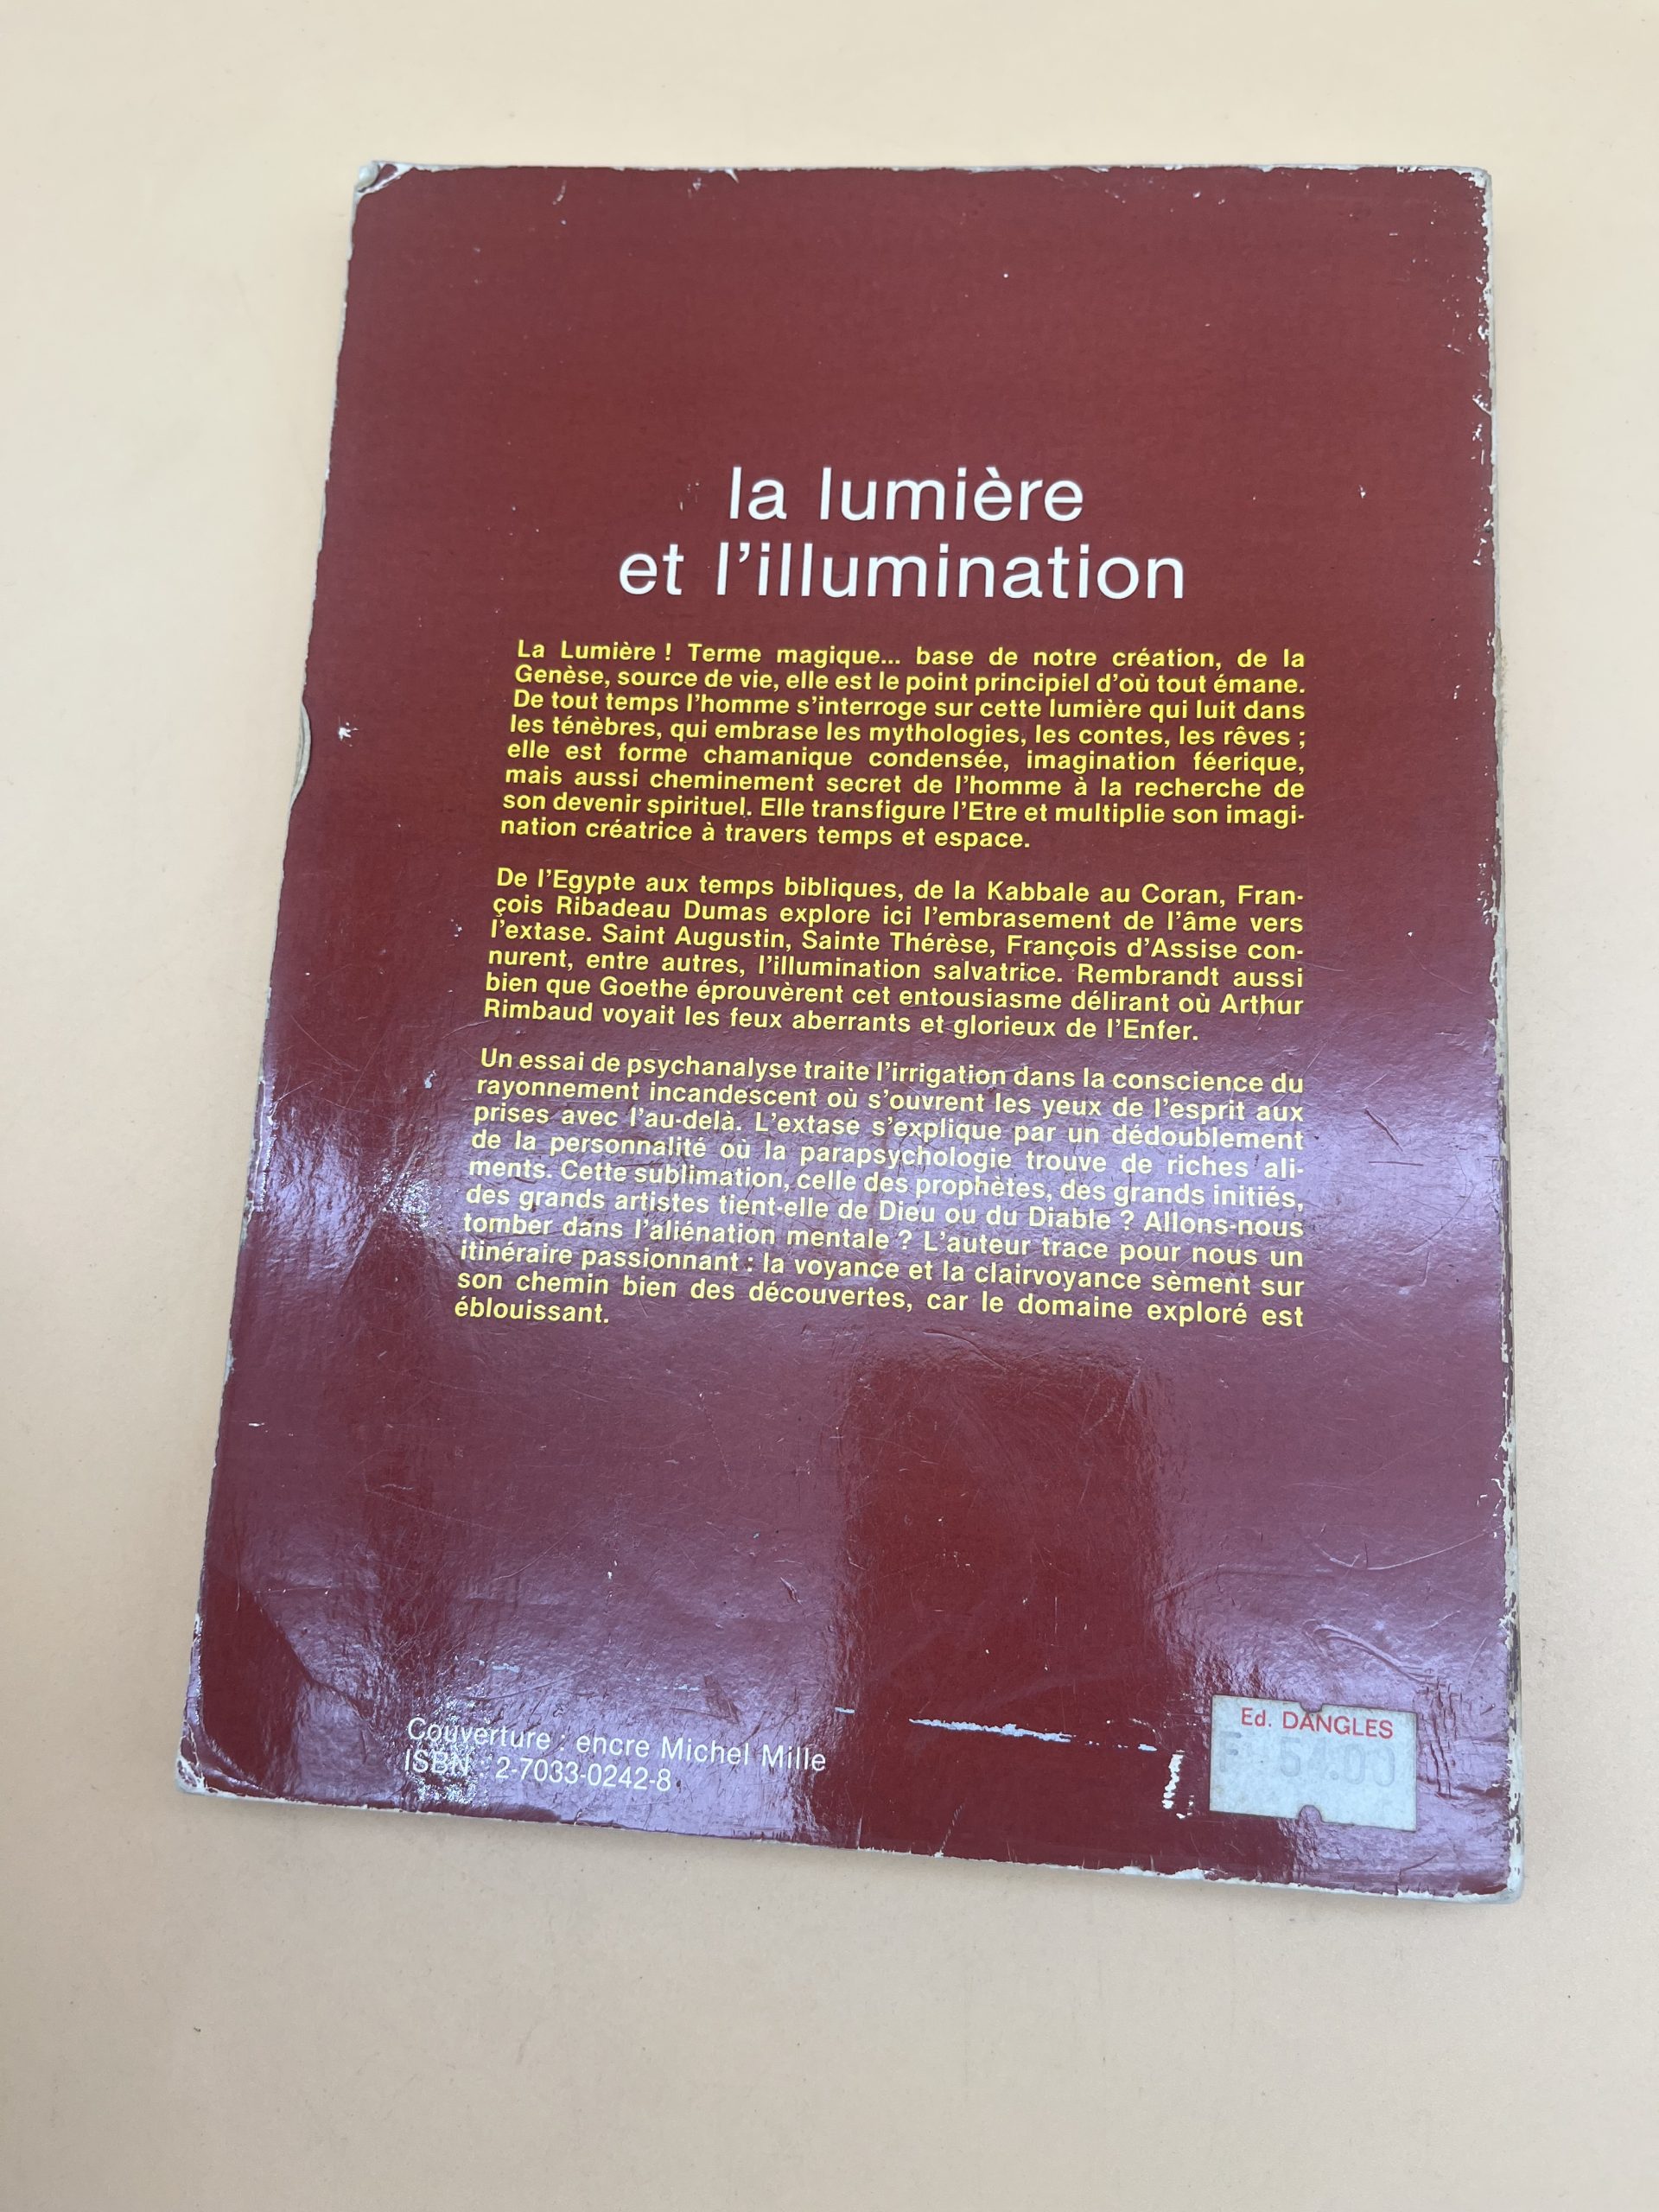 la lumière
et l'illumination
La Lumière ! Terme magique... base de notre création, de la
Genèse, source de vie, elle est le point principiel d'où tout émane.
De tout temps l'homme s'interroge sur cette lumière qui luit dans
les ténèbres, qui embrase les mythologies, les contes, les rêves ;
elle est forme chamanique condensée, imagination féerique,
mais aussi cheminement secret de l'homme à la recherche de
son devenir spirituel. Elle transfigure l'Etre et multiplie son imagi-
nation créatrice à travers temps et espace.
De l'Egypte aux temps bibliques, de la Kabbale au Coran, Fran-
çois Ribadeau Dumas explore ici l'embrasement de l'âme vers
l'extase. Saint Augustin, Sainte Thérèse, François d'Assise con-
nurent, entre autres, l'illumination salvatrice. Rembrandt aussi
bien que Goethe éprouvèrent cet entousiasme délirant où Arthur
Rimbaud voyait les feux aberrants et glorieux de l'Enfer.
Un essai de psychanalyse traite l'irrigation dans la conscience du
rayonnement incandescent où s'ouvrent les yeux de l'esprit aux
prises avec l'au-delà. L'extase s'explique par un dédoublement
de la personnalité où la parapsychologie trouve de riches ali-
ments. Cette sublimation, celle des prophètes, des grands initiés,
des grands artistes tient-elle de Dieu ou du Diable ? Allons-nous
tomber dans l'aliénation mentale ? L'auteur trace pour nous un
itinéraire passionnant : la voyance et la clairvoyance sèment sur
son chemin bien des découvertes, car le domaine exploré est
éblouissant.
Couverture : encre Michel Mille
ISBN : 2-7033-0242-8
Ed. DANGLES
F 54.00